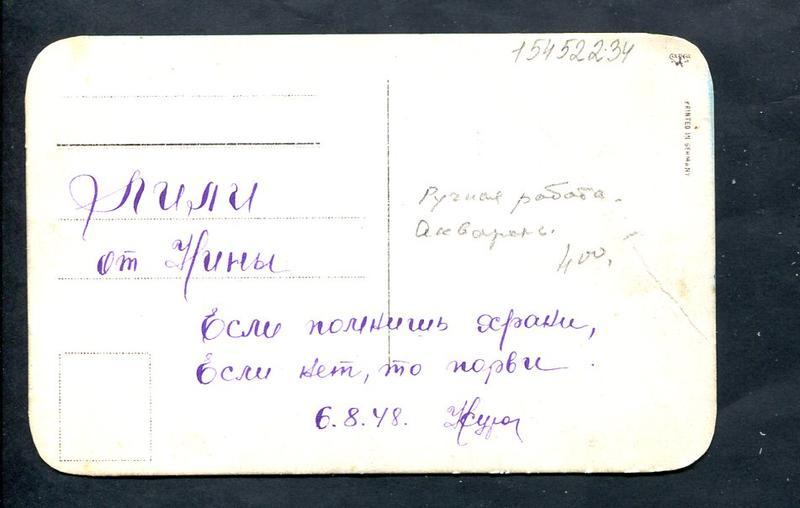 15452234
PRINTED IN GERMANY
Лили
от Нины
Ручная работа.
Акварель.
400,
Если помнишь храни,
Если нет, то порви.
6.8.48.